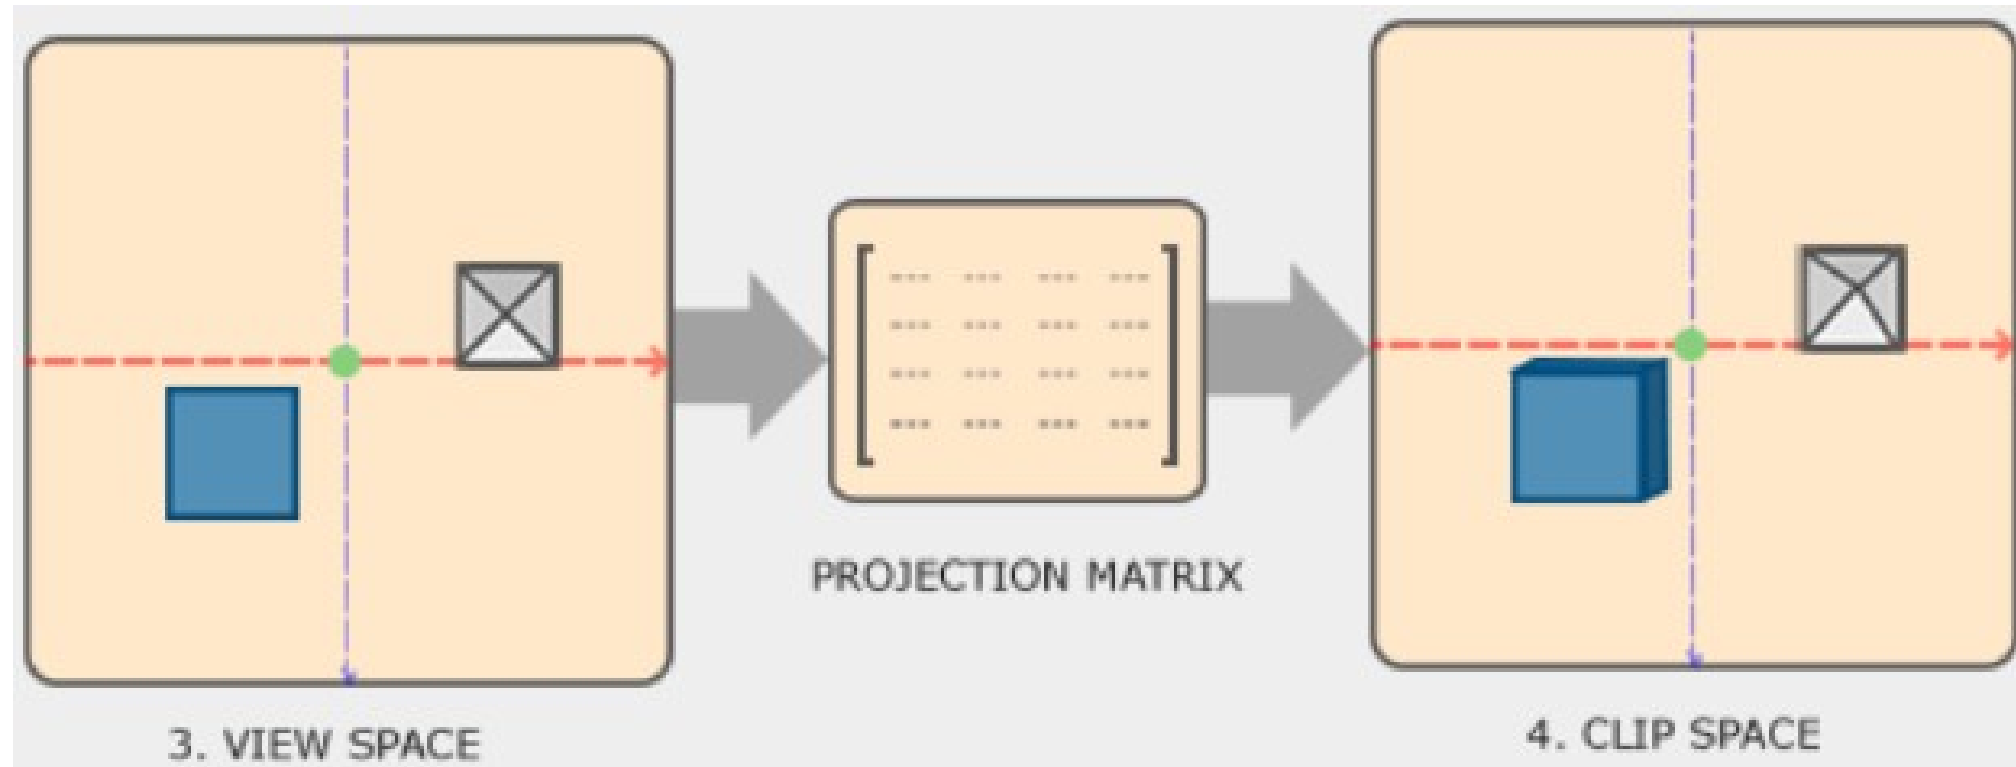 PROJECTION MATRIX
3. VIEW SPACE
4. CLIP SPACE